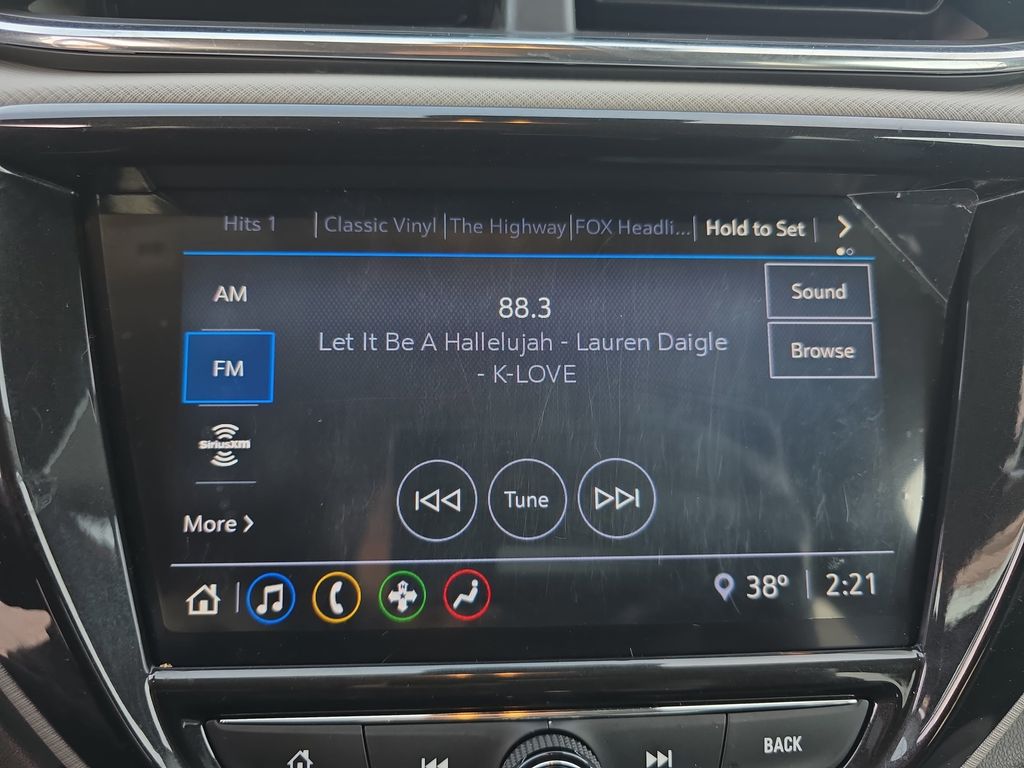 Hits 1 | Classic Vinyl | The Highway | FOX Headli... | Hold to Set |
AM
88.3
Sound
Let It Be A Hallelujah - Lauren Daigle
- K-LOVE
Browse
FM
SiriusXM
Tune
More
38° | 2:21
BACK